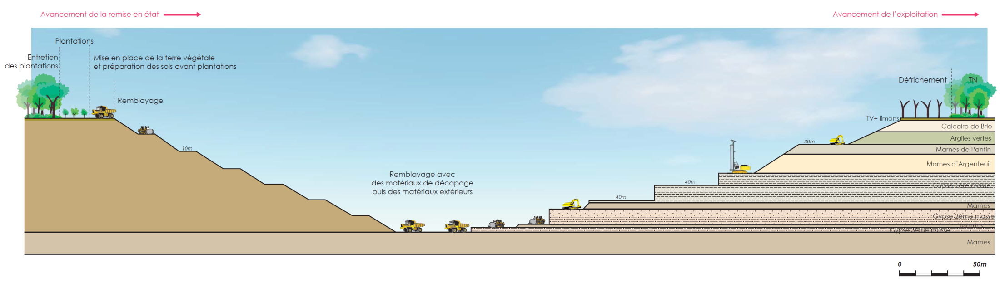 Avancement de la remise en état
Avancement de l'exploitation
Plantations
Entretien
des plantations
Mise en place de la terre végétale
et préparation des sols avant plantations
Remblayage
10m
Remblayage avec
des matériaux de décapage
puis des matériaux extérieurs
Défrichement
TN
TV+ limons
Calcaire de Brie
Argiles vertes
30m
Marnes de Pantin
Marnes d'Argenteuil
40m
Gypse 1ère masse
40m
Marnes
Gypse 2ème masse
Marnes
Gypse 3ème masse
Marnes
0
50m